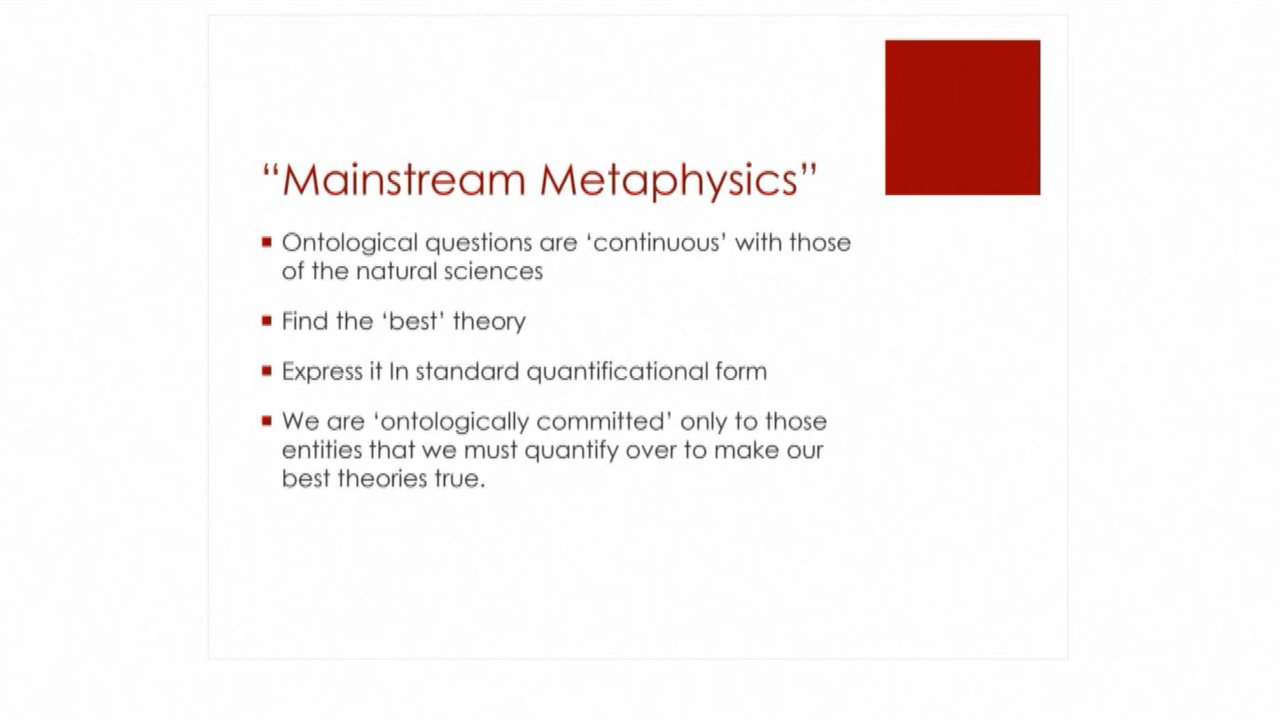 “Mainstream Metaphysics”
Ontological questions are ‘continuous’ with those
of the natural sciences
Find the ‘best’ theory
Express it In standard quantificational form
We are ‘ontologically committed’ only to those
entities that we must quantify over to make our
best theories true.